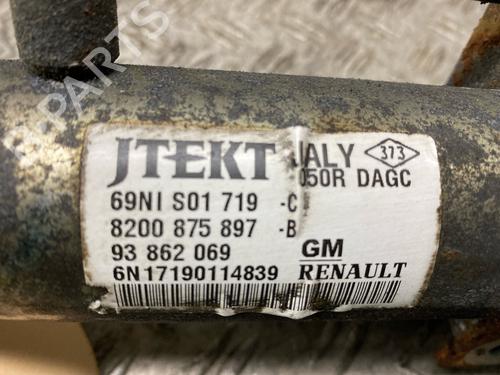 JTEKT ALY 373
050R DAGC
69NI S01 719 -C
8200 875 897 -B
93 862 069 GM
6N17190114839 RENAULT
B-PARTS